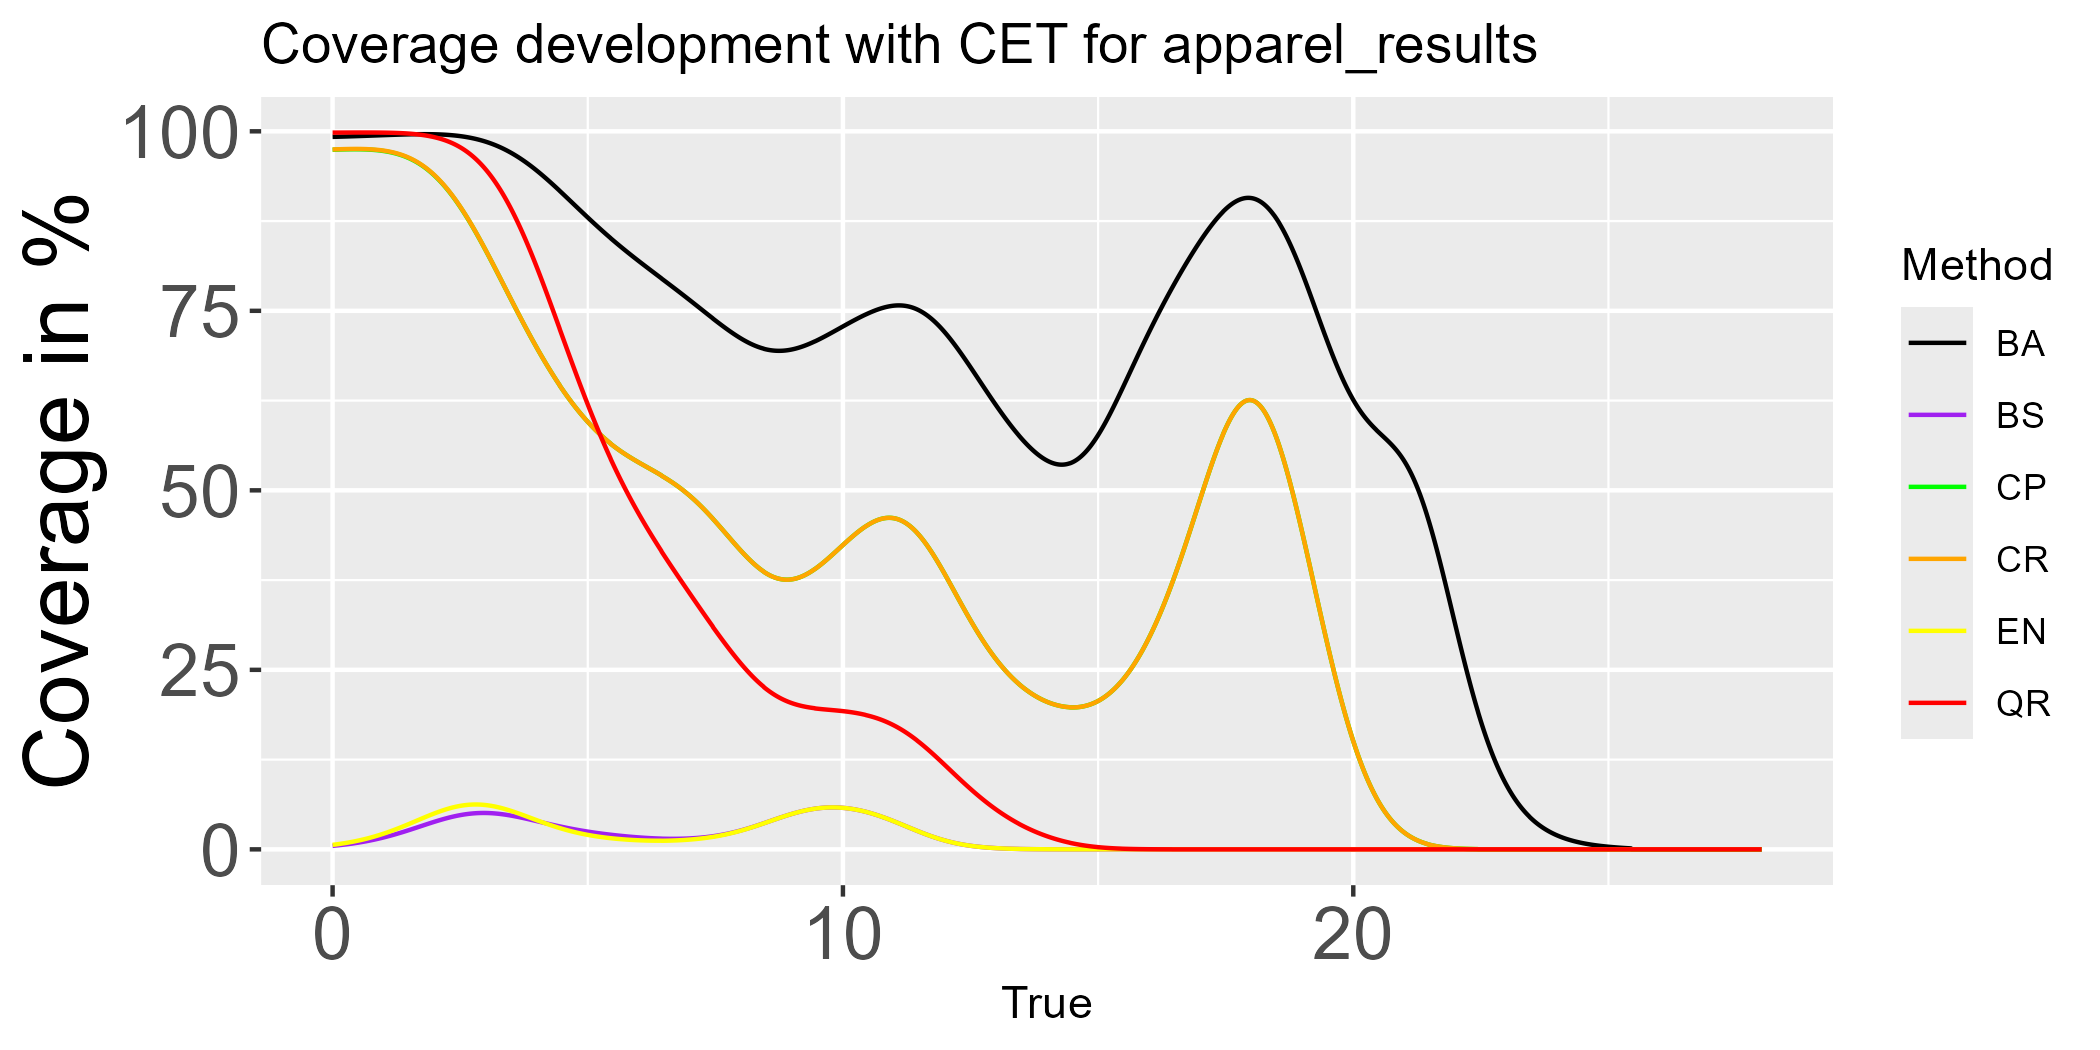 Coverage development with CET for apparel_results
Coverage in %
100
75
50
25
0
0 10 20
True
Method
BA
BS
CP
CR
EN
QR